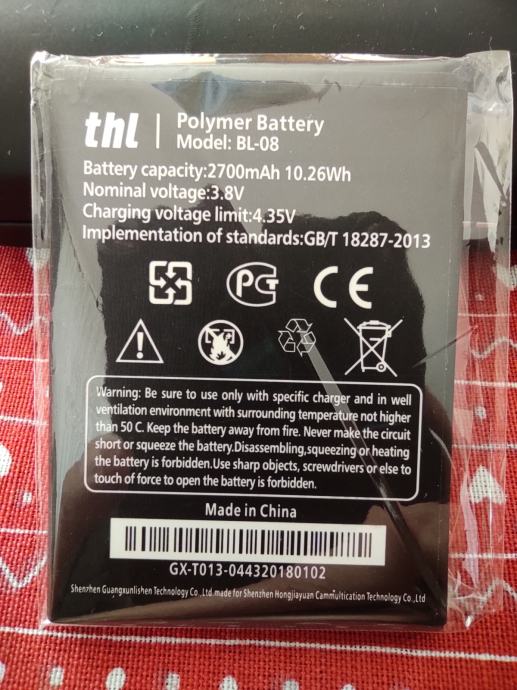 thl | Polymer Battery
Model: BL-08
Battery capacity:2700mAh 10.26Wh
Nominal voltage:3.8V
Charging voltage limit:4.35V
Implementation of standards:GB/T 18287-2013
PG CE
Warning: Be sure to use only with specific charger and in well
ventilation environment with surrounding temperature not higher
than 50 C. Keep the battery away from fire. Never make the circuit
short or squeeze the battery.Disassembling,squeezing or heating
the battery is forbidden.Use sharp objects, screwdrivers or else to
touch of force to open the battery is forbidden.
Made in China
GX-T013-044320180102
Shenzhen Guangxunlishen Technology Co.,Ltd.made for Shenzhen Hongjiayuan Cammultication Technology Co.,Ltd